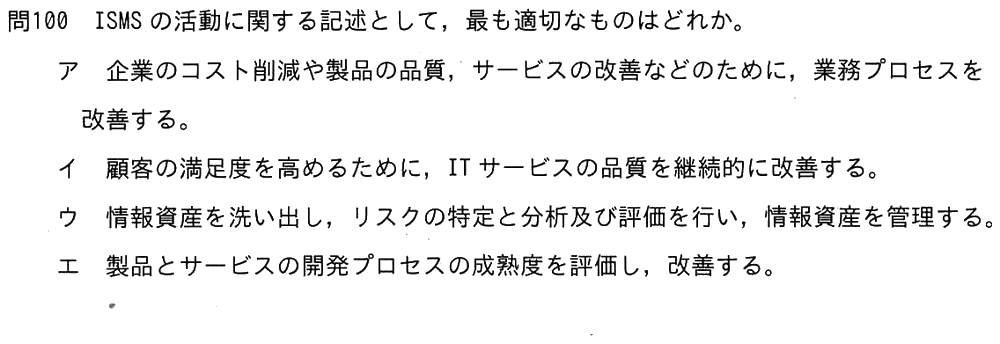 問100 ISMS の活動に関する記述として，最も適切なものはどれか。
ア 企業のコスト削減や製品の品質，サービスの改善などのために，業務プロセスを
改善する。
イ 顧客の満足度を高めるために，IT サービスの品質を継続的に改善する。
ウ 情報資産を洗い出し，リスクの特定と分析及び評価を行い，情報資産を管理する。
エ 製品とサービスの開発プロセスの成熟度を評価し，改善する。